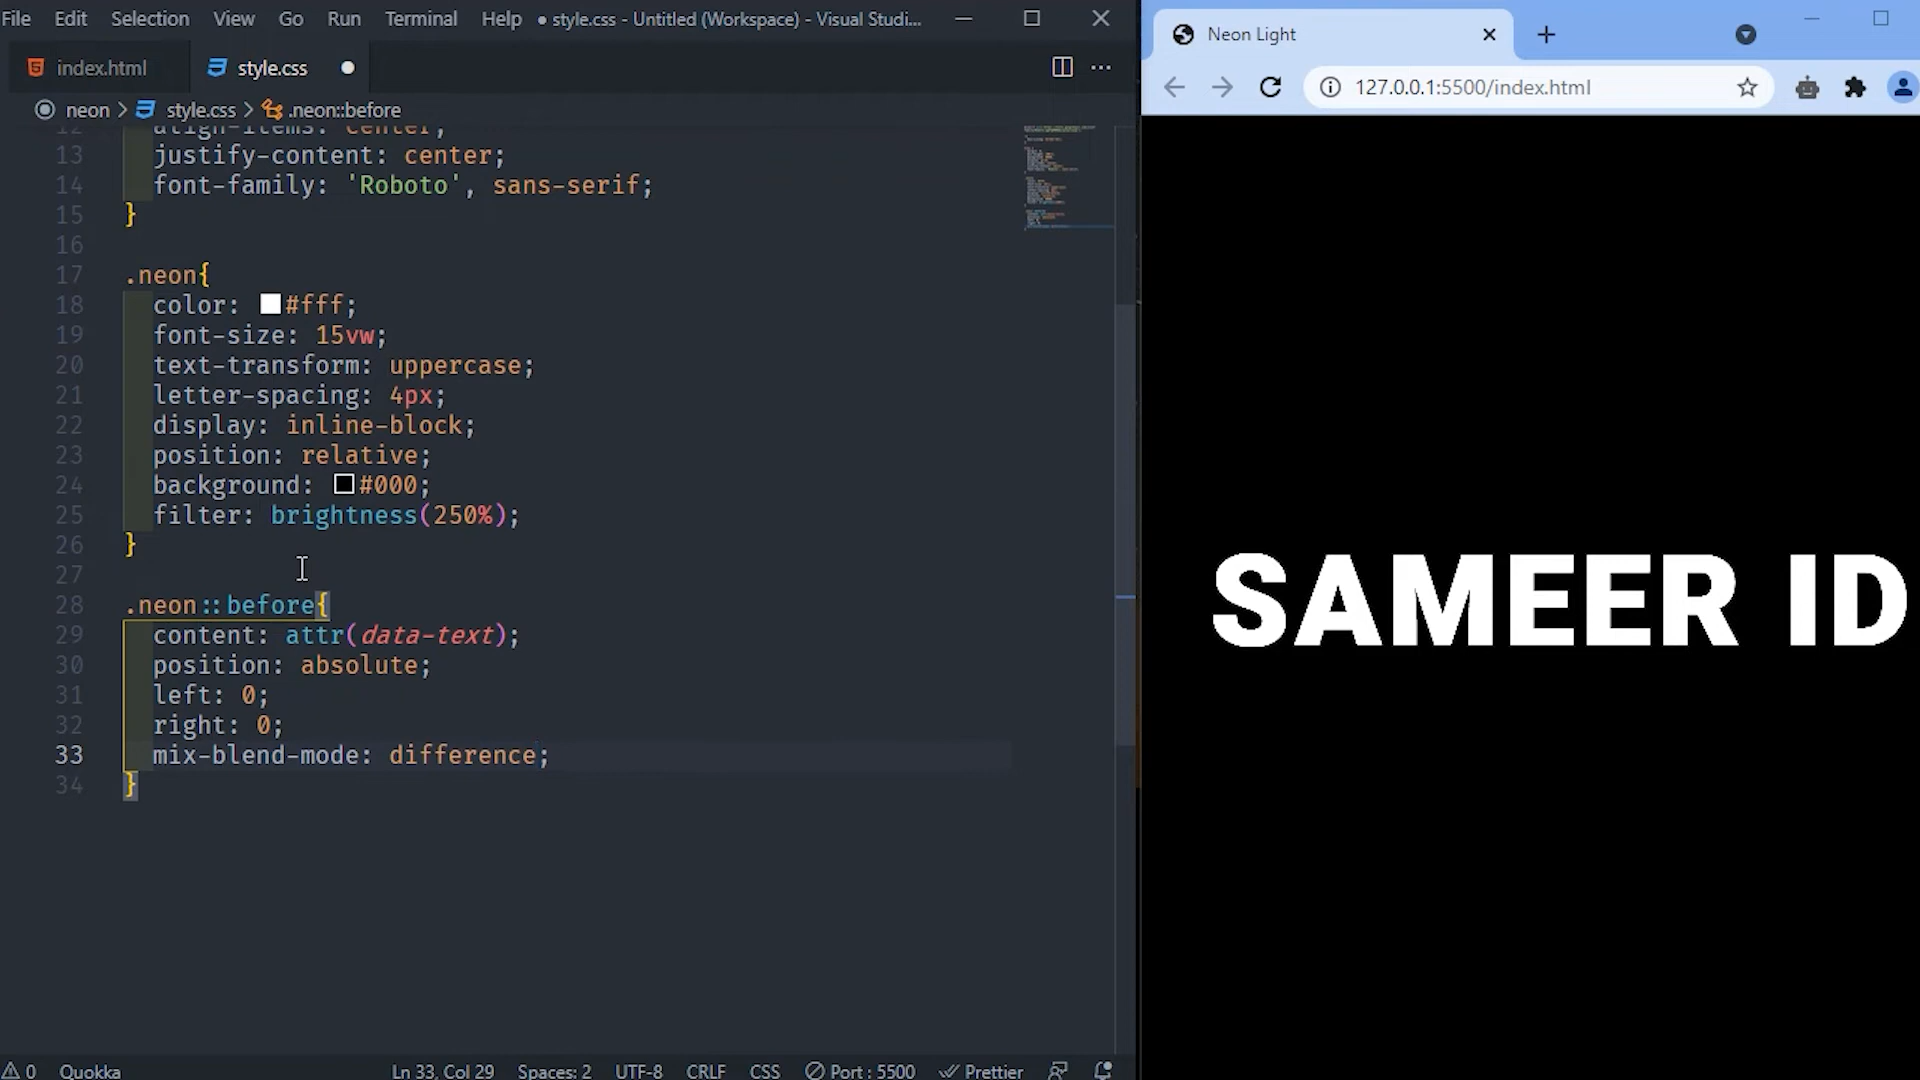 File Edit Selection View Go Run Terminal Help ● style.css - Untitled (Workspace) - Visual Studi...
index.html style.css
neon > style.css > .neon::before
12 align-items: center;
13 justify-content: center;
14 font-family: 'Roboto', sans-serif;
15 }
16
17 .neon{
18 color: #fff;
19 font-size: 15vw;
20 text-transform: uppercase;
21 letter-spacing: 4px;
22 display: inline-block;
23 position: relative;
24 background: #000;
25 filter: brightness(250%);
26 }
27
28 .neon::before{
29 content: attr(data-text);
30 position: absolute;
31 left: 0;
32 right: 0;
33 mix-blend-mode: difference;
34 }
0 Quokka Ln 33, Col 29 Spaces: 2 UTF-8 CRLF CSS Port : 5500 Prettier
Neon Light
127.0.0.1:5500/index.html
SAMEER ID